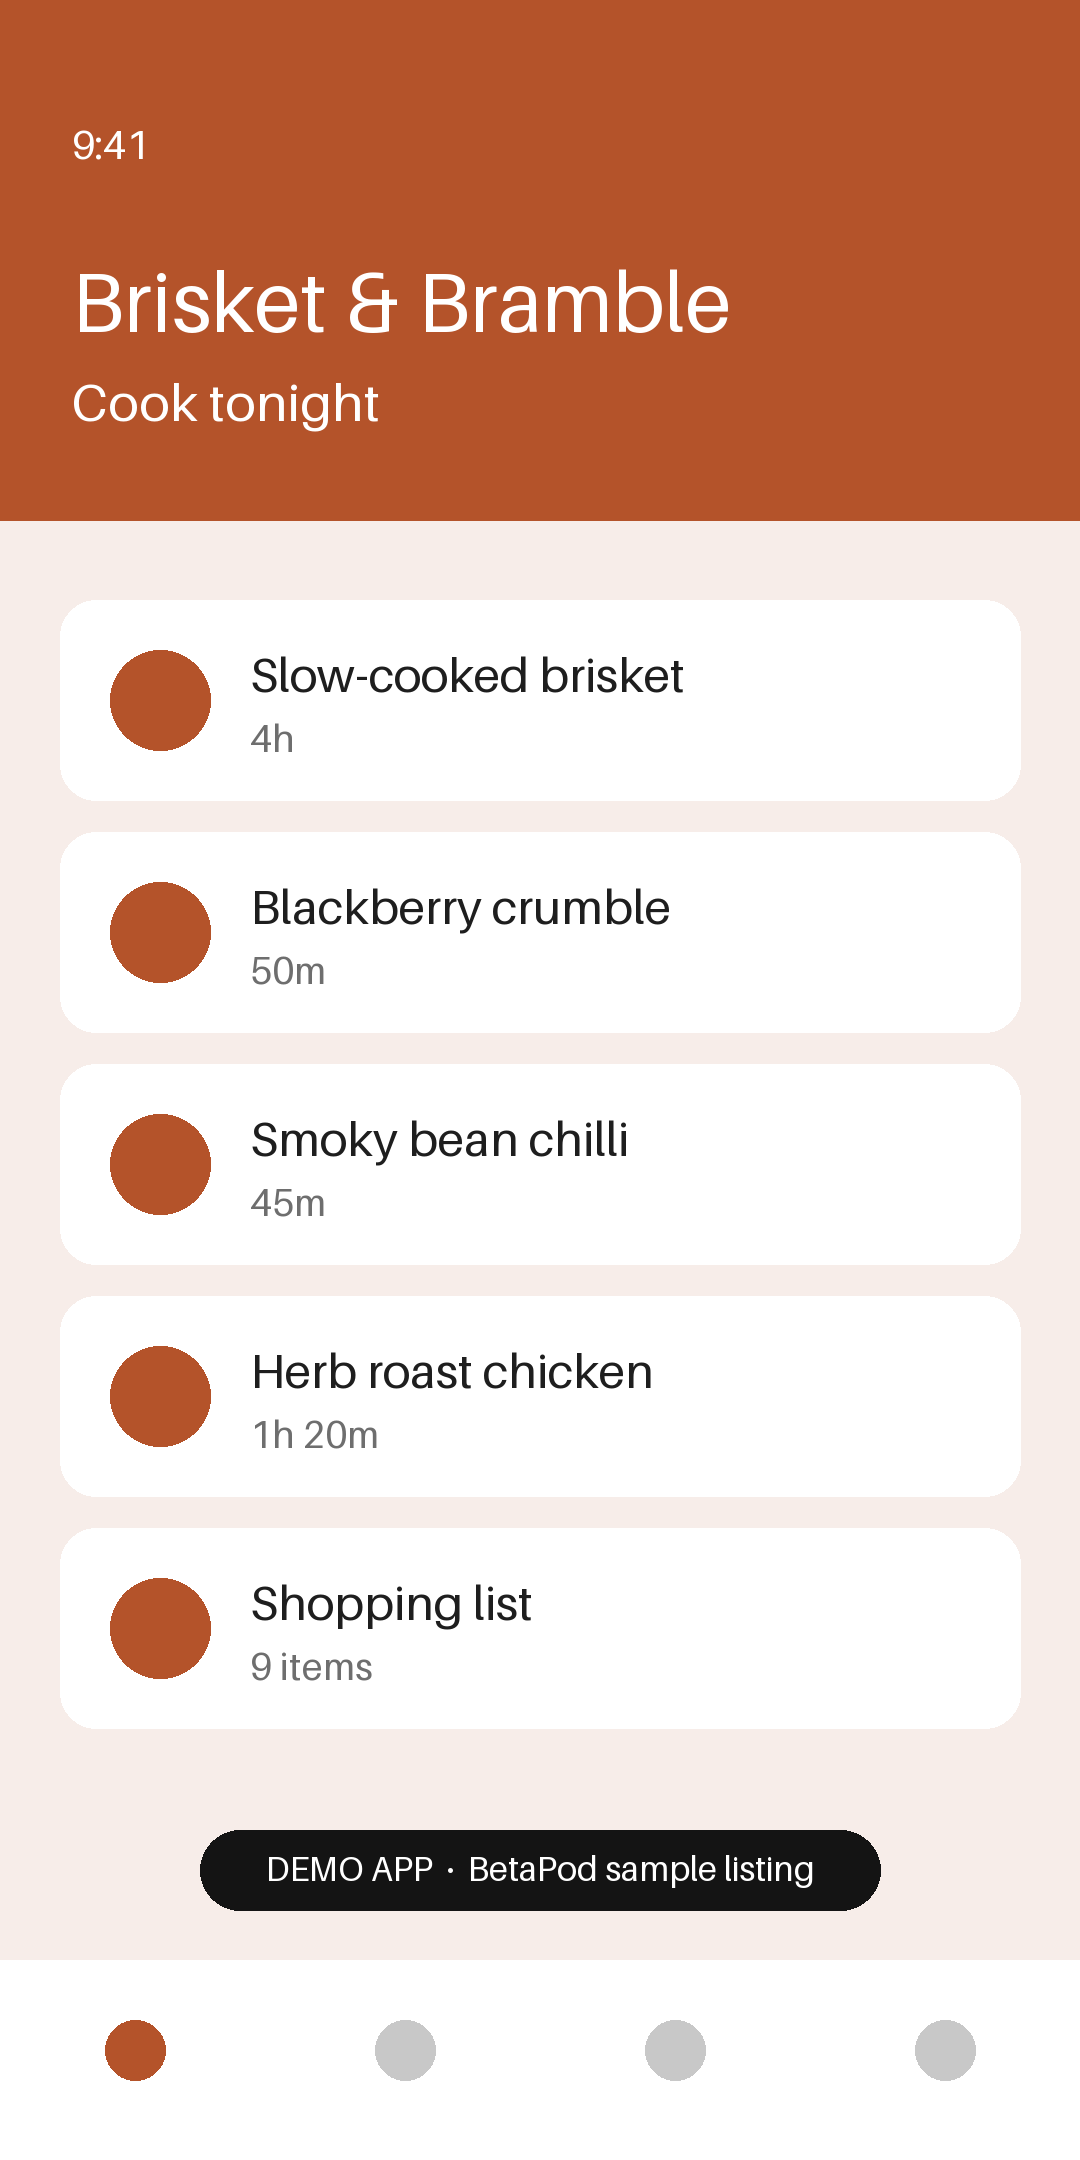 9:41
Brisket & Bramble
Cook tonight
Slow-cooked brisket
4h
Blackberry crumble
50m
Smoky bean chilli
45m
Herb roast chicken
1h 20m
Shopping list
9 items
DEMO APP · BetaPod sample listing